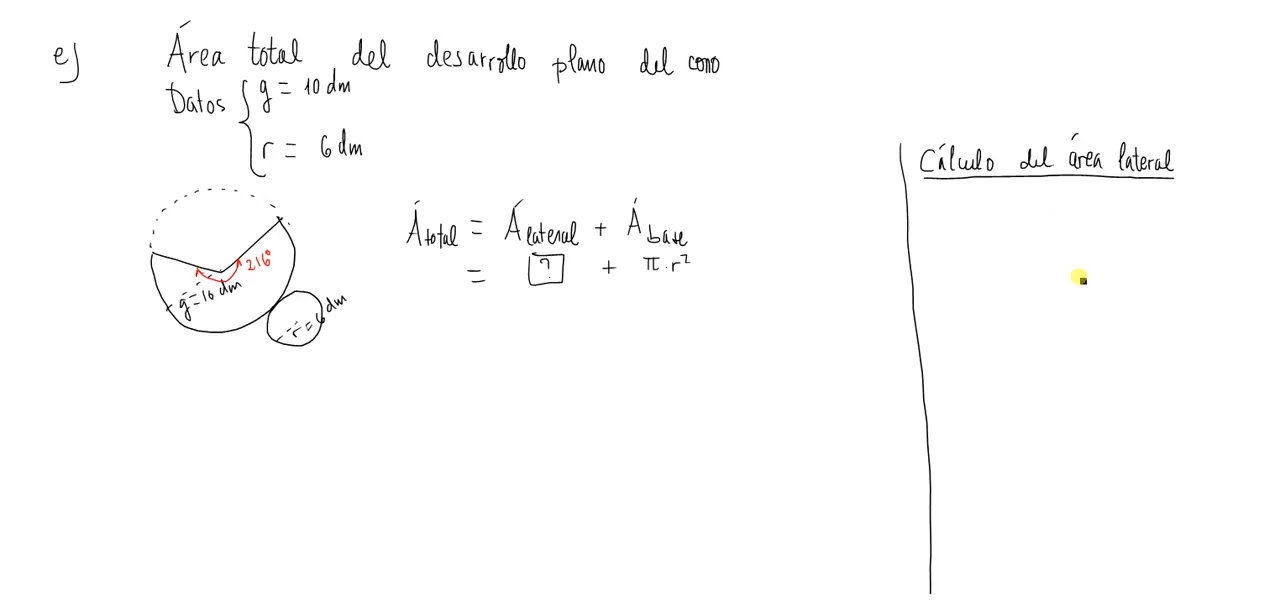 e) Área total del desarrollo plano del cono
Datos { g = 10 dm
r = 6 dm
Cálculo del área lateral
Átotal = Álateral + Ábase
= ? + π·r²
216°
g = 10 dm
r = 6 dm